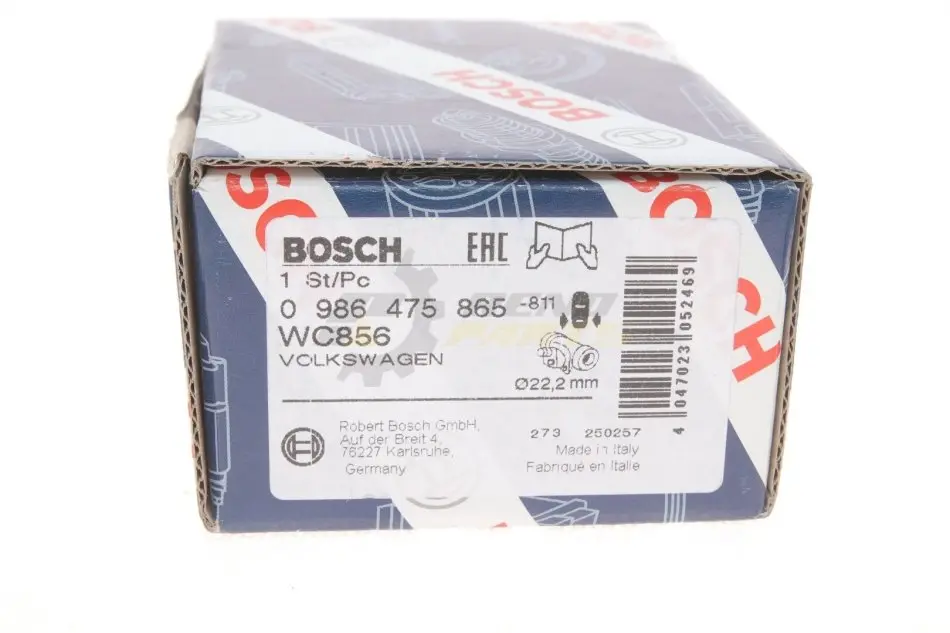 BOSCH
SC
BOSCH
BOSCH
EAC
1 St/Pc
0 986 475 865 -811
WC856
VOLKSWAGEN
Ø22,2 mm
4 047023 052469
Robert Bosch GmbH,
Auf der Breit 4,
76227 Karlsruhe,
Germany
273 250257
Made in Italy
Fabriqué en Italie